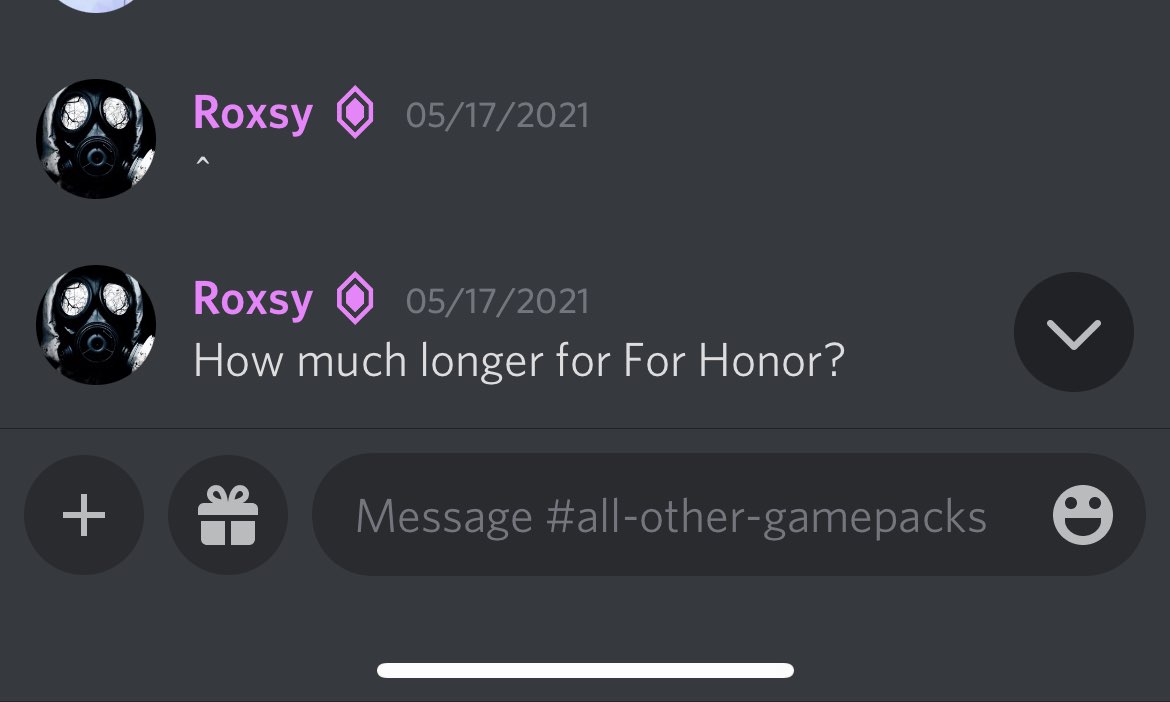 Roxsy 05/17/2021
^
Roxsy 05/17/2021
How much longer for For Honor?
Message #all-other-gamepacks